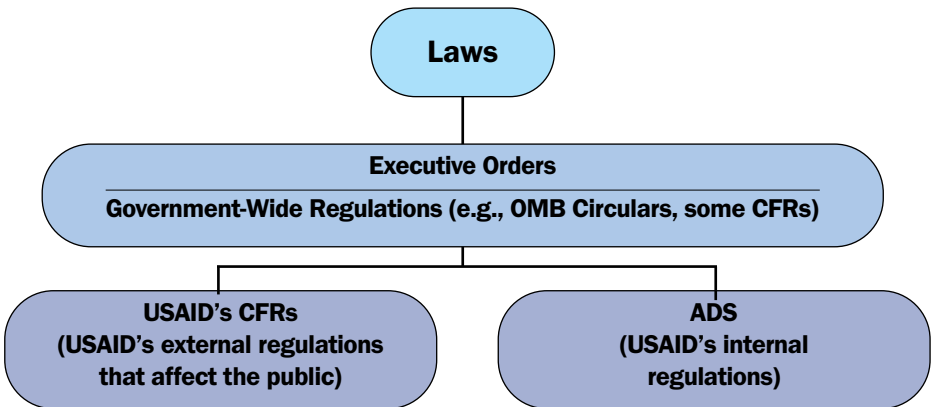 Laws
Executive Orders
Government-Wide Regulations (e.g., OMB Circulars, some CFRs)
USAID’s CFRs
(USAID’s external regulations
that affect the public)
ADS
(USAID’s internal
regulations)